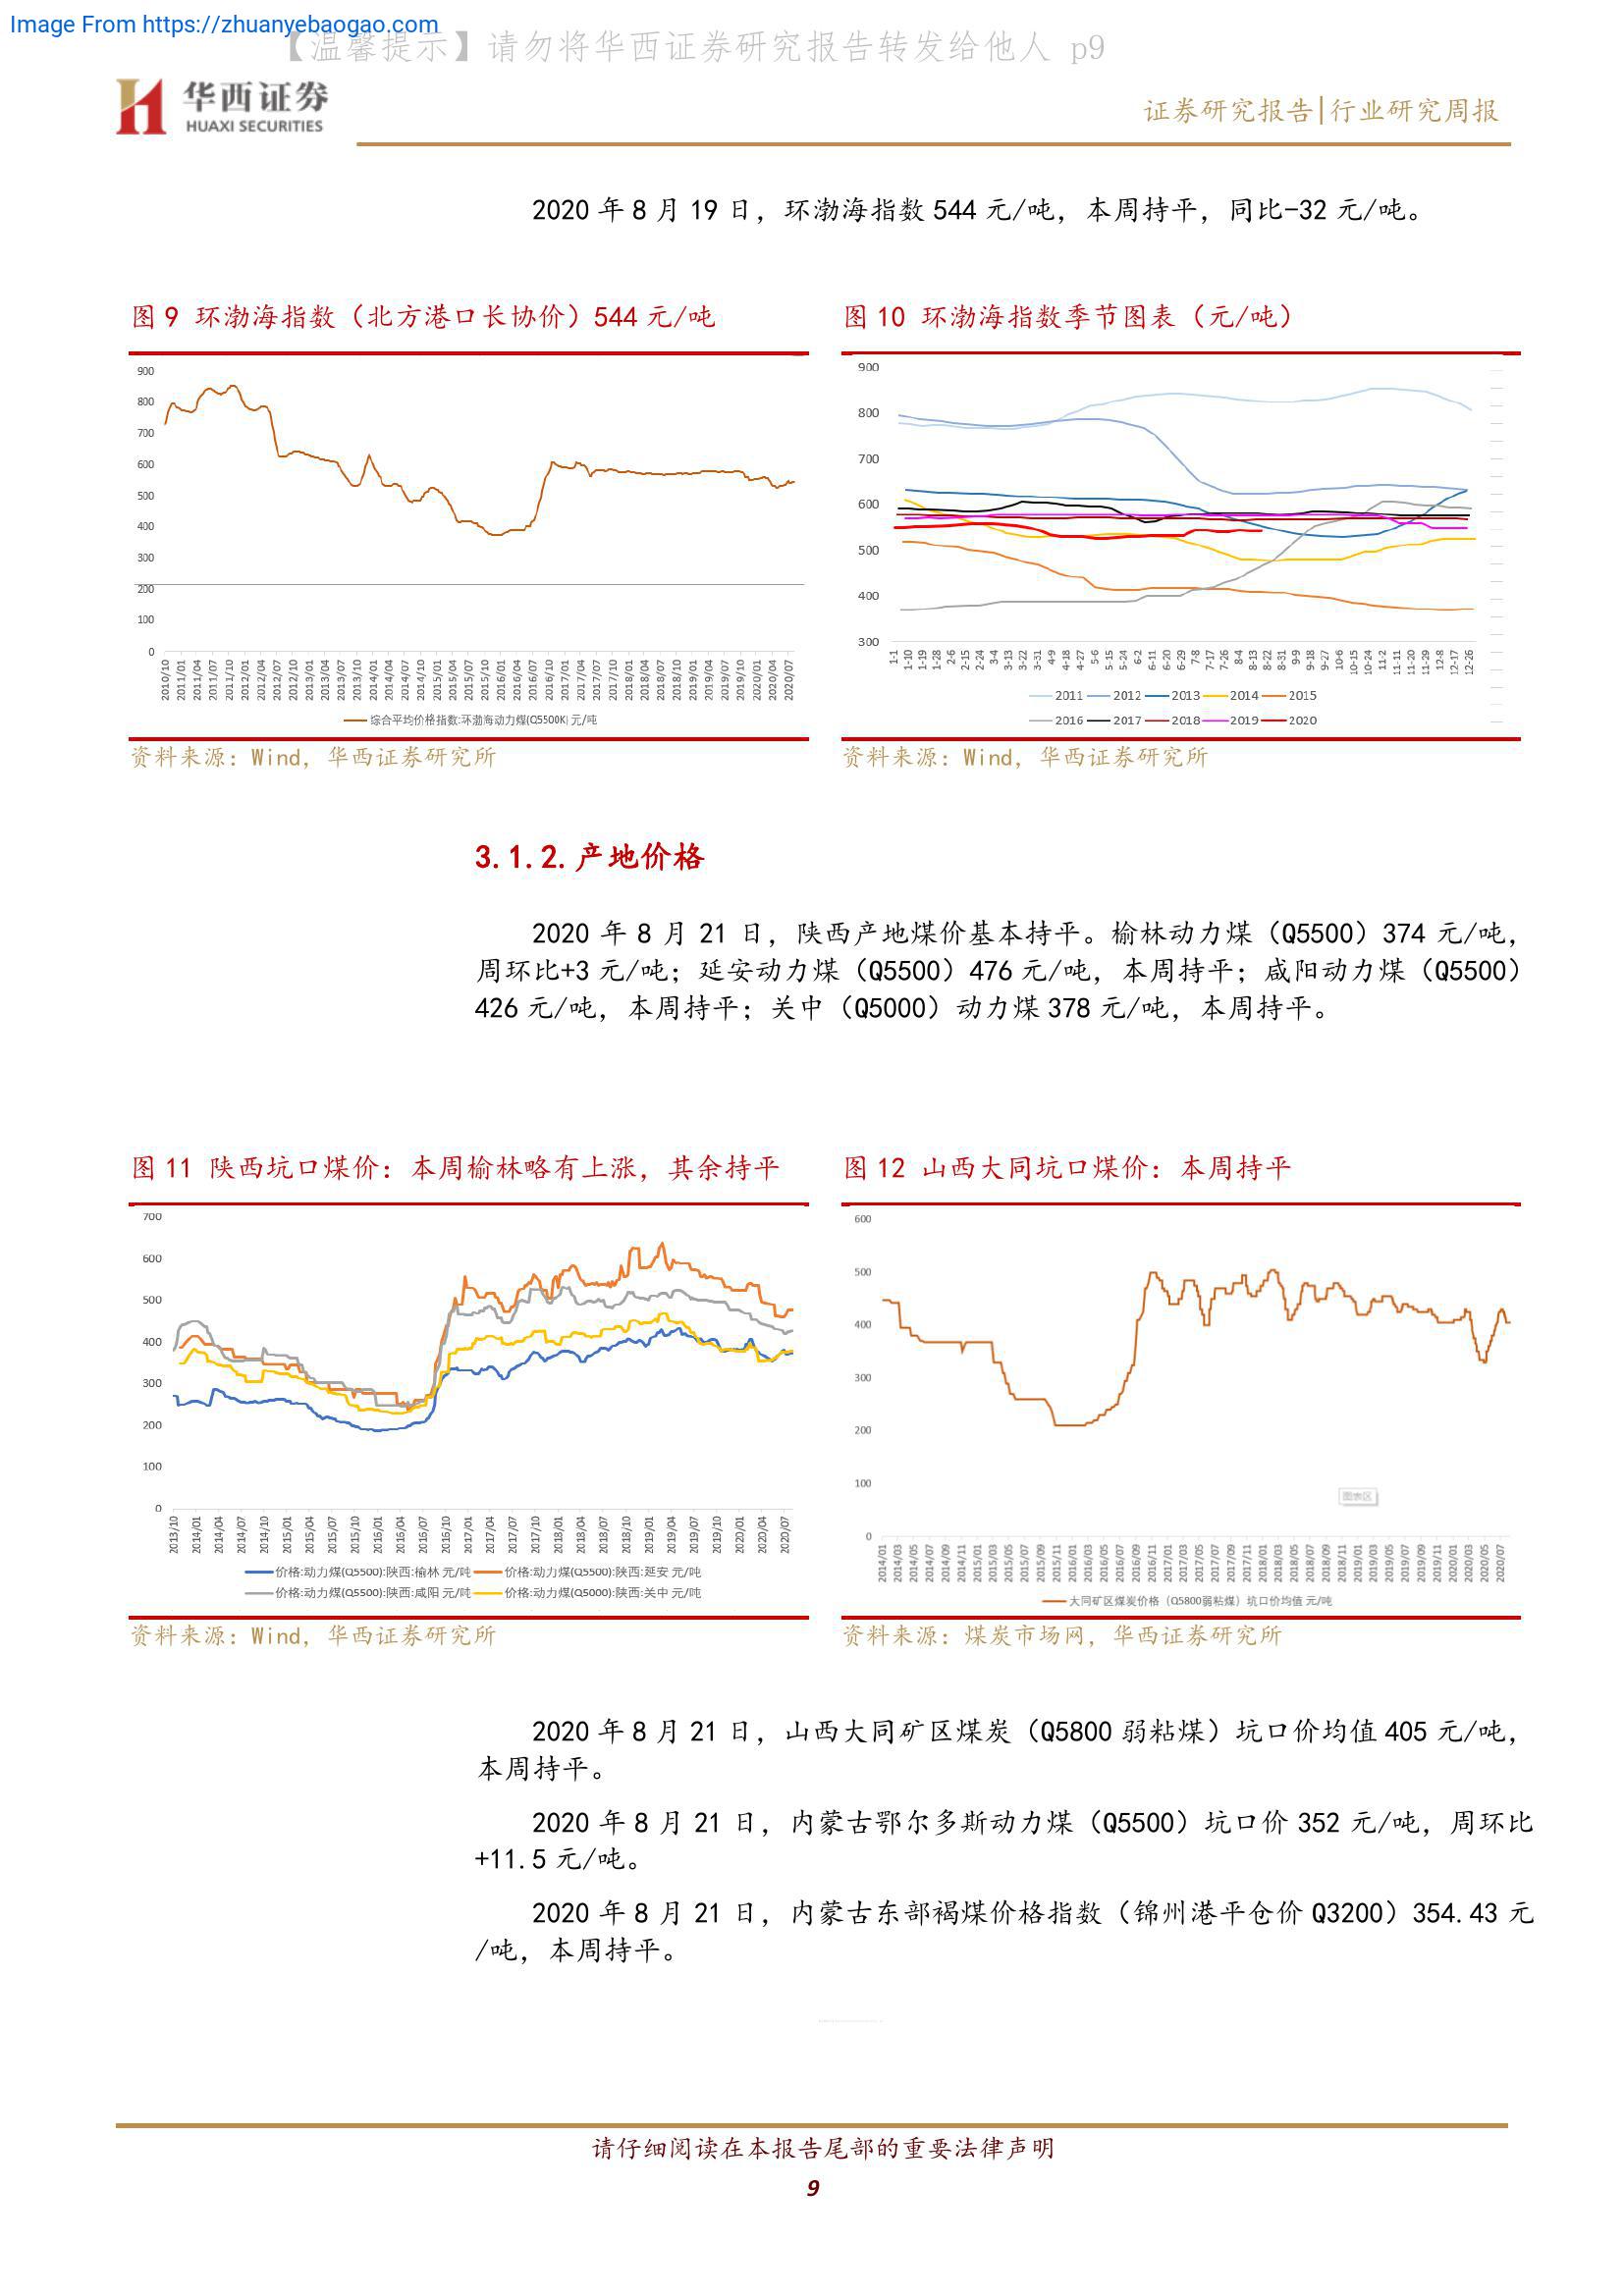 Image From https://zhuanyebaogao.com
【温馨提示】请勿将华西证券研究报告转发给他人 p9
华西证券
HUAXI SECURITIES
证券研究报告|行业研究周报
2020 年 8 月 19 日，环渤海指数 544 元/吨，本周持平，同比-32 元/吨。
图 9 环渤海指数（北方港口长协价）544 元/吨
900
800
700
600
500
400
300
200
100
0
2010/10 2011/01 2011/04 2011/07 2011/10 2012/01 2012/04 2012/07 2012/10 2013/01 2013/04 2013/07 2013/10 2014/01 2014/04 2014/07 2014/10 2015/01 2015/04 2015/07 2015/10 2016/01 2016/04 2016/07 2016/10 2017/01 2017/04 2017/07 2017/10 2018/01 2018/04 2018/07 2018/10 2019/01 2019/04 2019/07 2019/10 2020/01 2020/04 2020/07
综合平均价格指数:环渤海动力煤(Q5500K) 元/吨
资料来源：Wind，华西证券研究所
图 10 环渤海指数季节图表（元/吨）
900
800
700
600
500
400
300
1-1 1-10 1-19 1-28 2-6 2-15 2-24 3-4 3-13 3-22 3-31 4-9 4-18 4-27 5-6 5-15 5-24 6-2 6-11 6-20 6-29 7-8 7-17 7-26 8-4 8-13 8-22 8-31 9-9 9-18 9-27 10-6 10-15 10-24 11-2 11-11 11-20 11-29 12-8 12-17 12-26
2011 2012 2013 2014 2015
2016 2017 2018 2019 2020
资料来源：Wind，华西证券研究所
3.1.2.产地价格
2020 年 8 月 21 日，陕西产地煤价基本持平。榆林动力煤（Q5500）374 元/吨，
周环比+3 元/吨；延安动力煤（Q5500）476 元/吨，本周持平；咸阳动力煤（Q5500）
426 元/吨，本周持平；关中（Q5000）动力煤 378 元/吨，本周持平。
图 11 陕西坑口煤价：本周榆林略有上涨，其余持平
700
600
500
400
300
200
100
0
2013/10 2014/01 2014/04 2014/07 2014/10 2015/01 2015/04 2015/07 2015/10 2016/01 2016/04 2016/07 2016/10 2017/01 2017/04 2017/07 2017/10 2018/01 2018/04 2018/07 2018/10 2019/01 2019/04 2019/07 2019/10 2020/01 2020/04 2020/07
价格:动力煤(Q5500):陕西:榆林 元/吨 价格:动力煤(Q5500):陕西:延安 元/吨
价格:动力煤(Q5500):陕西:咸阳 元/吨 价格:动力煤(Q5000):陕西:关中 元/吨
资料来源：Wind，华西证券研究所
图 12 山西大同坑口煤价：本周持平
600
500
400
300
200
100
0
图表区
2014/01 2014/03 2014/05 2014/07 2014/09 2014/11 2015/01 2015/03 2015/05 2015/07 2015/09 2015/11 2016/01 2016/03 2016/05 2016/07 2016/09 2016/11 2017/01 2017/03 2017/05 2017/07 2017/09 2017/11 2018/01 2018/03 2018/05 2018/07 2018/09 2018/11 2019/01 2019/03 2019/05 2019/07 2019/09 2019/11 2020/01 2020/03 2020/05 2020/07
大同矿区煤炭价格（Q5800弱粘煤）坑口价均值 元/吨
资料来源：煤炭市场网，华西证券研究所
2020 年 8 月 21 日，山西大同矿区煤炭（Q5800 弱粘煤）坑口价均值 405 元/吨，
本周持平。
2020 年 8 月 21 日，内蒙古鄂尔多斯动力煤（Q5500）坑口价 352 元/吨，周环比
+11.5 元/吨。
2020 年 8 月 21 日，内蒙古东部褐煤价格指数（锦州港平仓价 Q3200）354.43 元
/吨，本周持平。
请仔细阅读在本报告尾部的重要法律声明
9